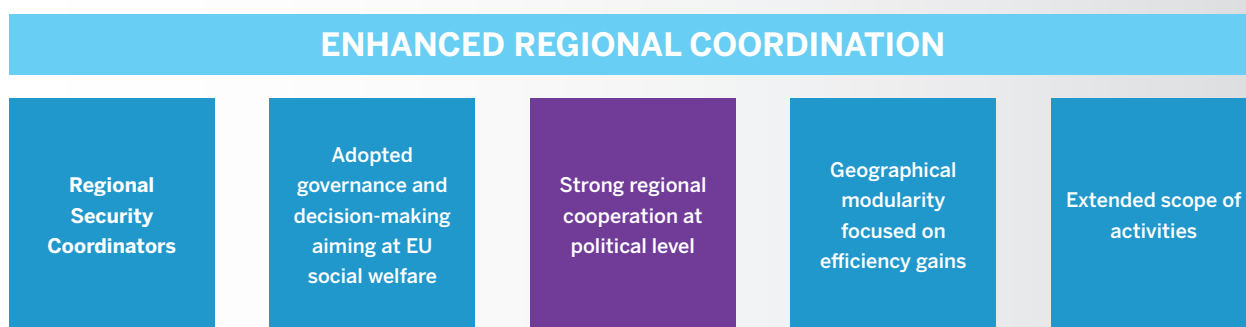 ENHANCED REGIONAL COORDINATION
Regional
Security
Coordinators
Adopted
governance and
decision-making
aiming at EU
social welfare
Strong regional
cooperation at
political level
Geographical
modularity
focused on
efficiency gains
Extended scope of
activities